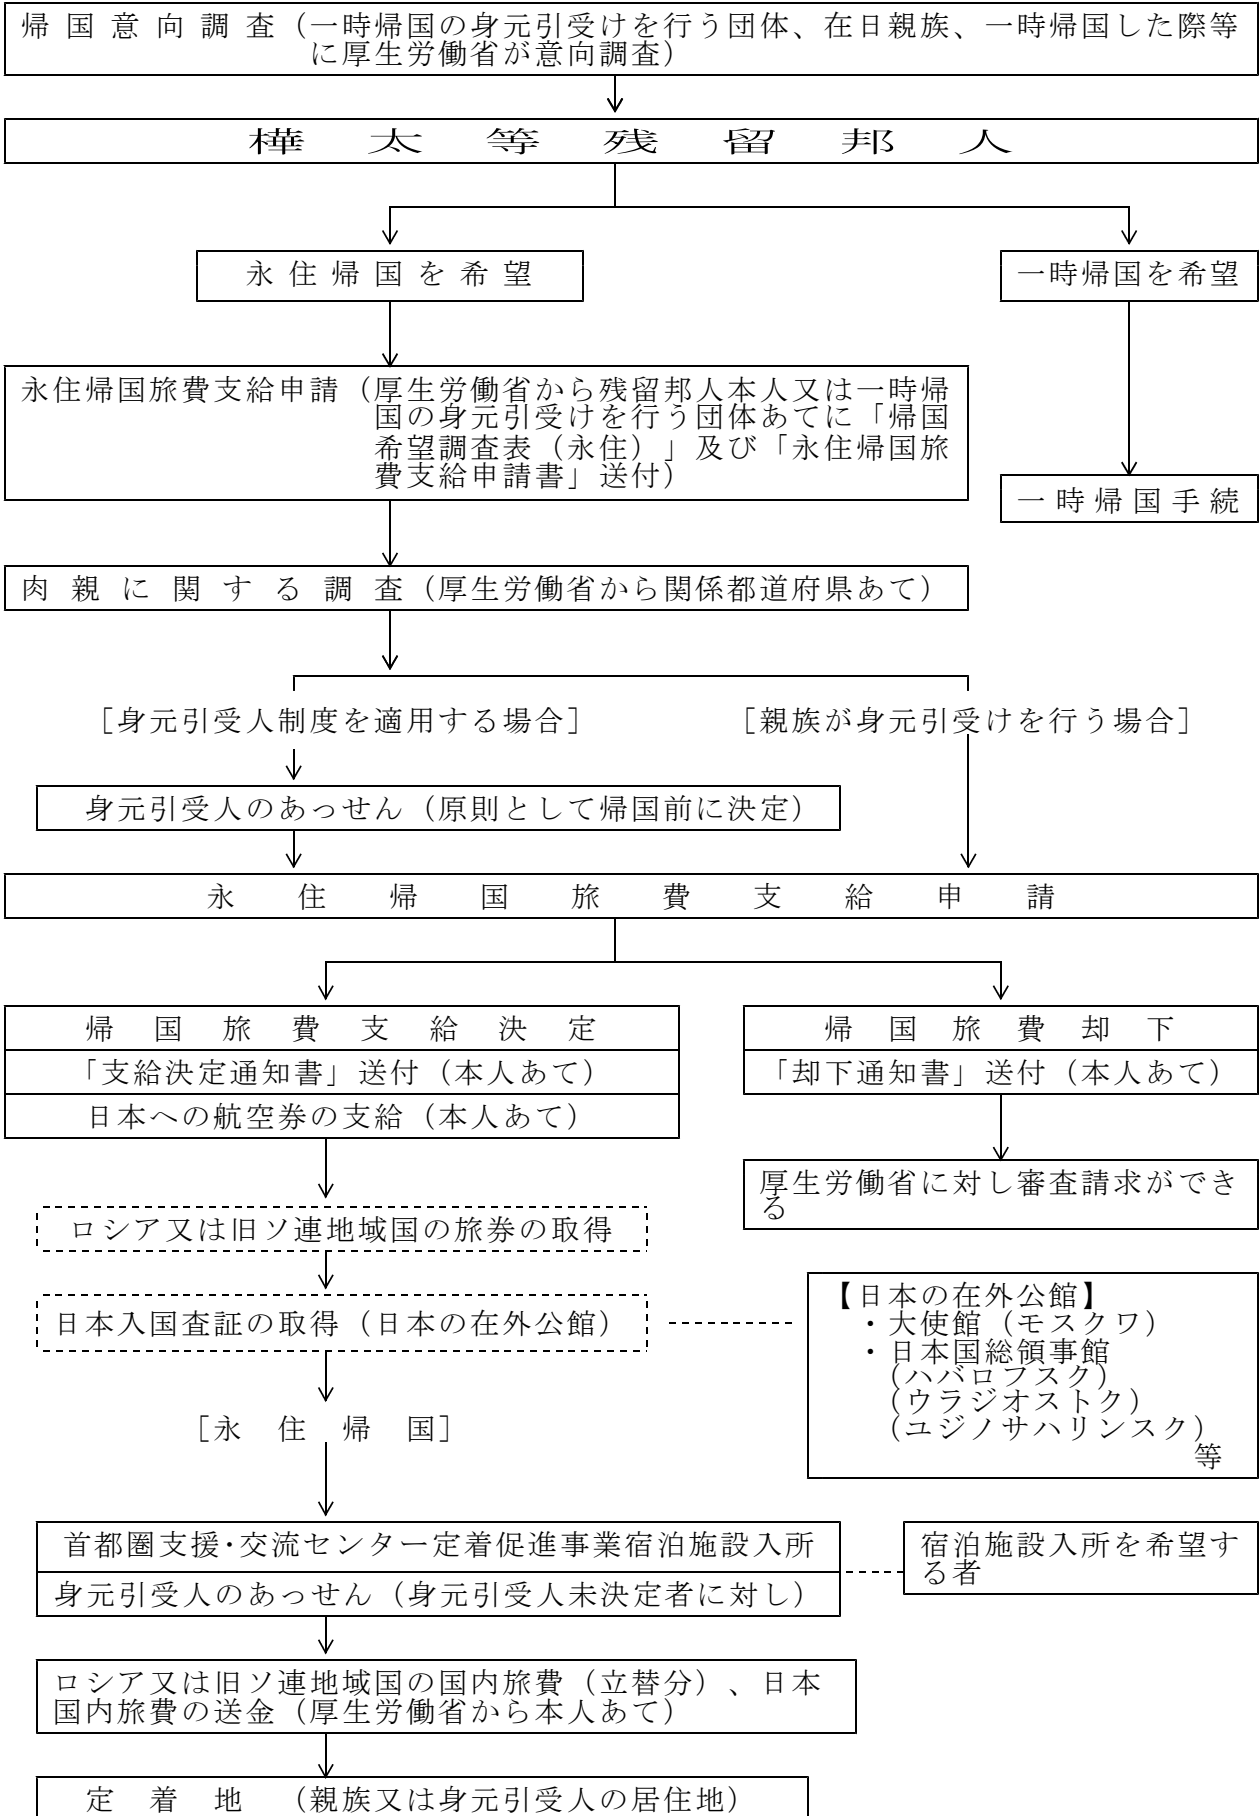 帰国意向調査（一時帰国の身元引受けを行う団体、在日親族、一時帰国した際等
に厚生労働省が意向調査）
樺太等残留邦人
永住帰国を希望
一時帰国を希望
永住帰国旅費支給申請（厚生労働省から残留邦人本人又は一時帰
国の身元引受けを行う団体あてに「帰国
希望調査表（永住）」及び「永住帰国旅
費支給申請書」送付）
一時帰国手続
肉親に関する調査（厚生労働省から関係都道府県あて）
［身元引受人制度を適用する場合］
［親族が身元引受けを行う場合］
身元引受人のあっせん（原則として帰国前に決定）
永住帰国旅費支給申請
帰国旅費支給決定
「支給決定通知書」送付（本人あて）
日本への航空券の支給（本人あて）
帰国旅費却下
「却下通知書」送付（本人あて）
厚生労働省に対し審査請求ができ
る
ロシア又は旧ソ連地域国の旅券の取得
日本入国査証の取得（日本の在外公館）
【日本の在外公館】
・大使館（モスクワ）
・日本国総領事館
（ハバロフスク）
（ウラジオストク）
（ユジノサハリンスク）
等
［永住帰国］
首都圏支援･交流センター定着促進事業宿泊施設入所
身元引受人のあっせん（身元引受人未決定者に対し）
宿泊施設入所を希望す
る者
ロシア又は旧ソ連地域国の国内旅費（立替分）、日本
国内旅費の送金（厚生労働省から本人あて）
定着地　（親族又は身元引受人の居住地）